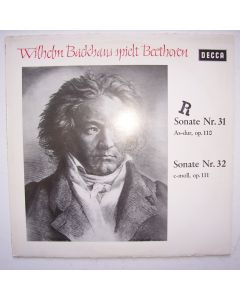 Wilhelm Backhaus spielt Beethoven
DECCA
R
Sonate Nr. 31
As-dur, op. 110
Sonate Nr. 32
c-moll, op. 111